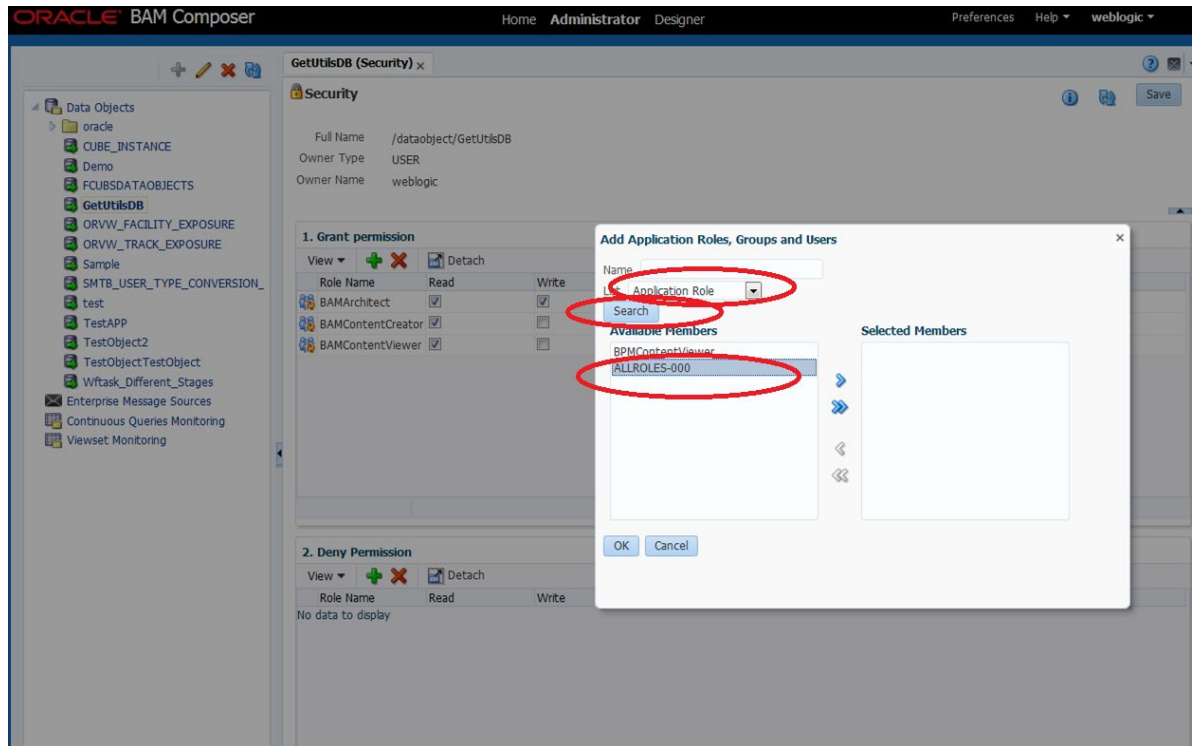 ORACLE® BAM Composer
Home Administrator Designer
Preferences Help weblogic
Data Objects
oracle
CUBE_INSTANCE
Demo
FCUBSDATAOBJECTS
GetUtilsDB
ORVW_FACILITY_EXPOSURE
ORVW_TRACK_EXPOSURE
Sample
SMTB_USER_TYPE_CONVERSION_
test
TestAPP
TestObject2
TestObjectTestObject
Wftask_Different_Stages
Enterprise Message Sources
Continuous Queries Monitoring
Viewset Monitoring
GetUtilsDB (Security) x
Security
Save
Full Name /dataobject/GetUtilsDB
Owner Type USER
Owner Name weblogic
1. Grant permission
View Detach
Role Name Read Write
BAMArchitect
BAMContentCreator
BAMContentViewer
2. Deny Permission
View Detach
Role Name Read Write
No data to display
Add Application Roles, Groups and Users
Name
Application Role
Search
Available Members
BPMContentViewer
ALLROLES-000
Selected Members
OK Cancel